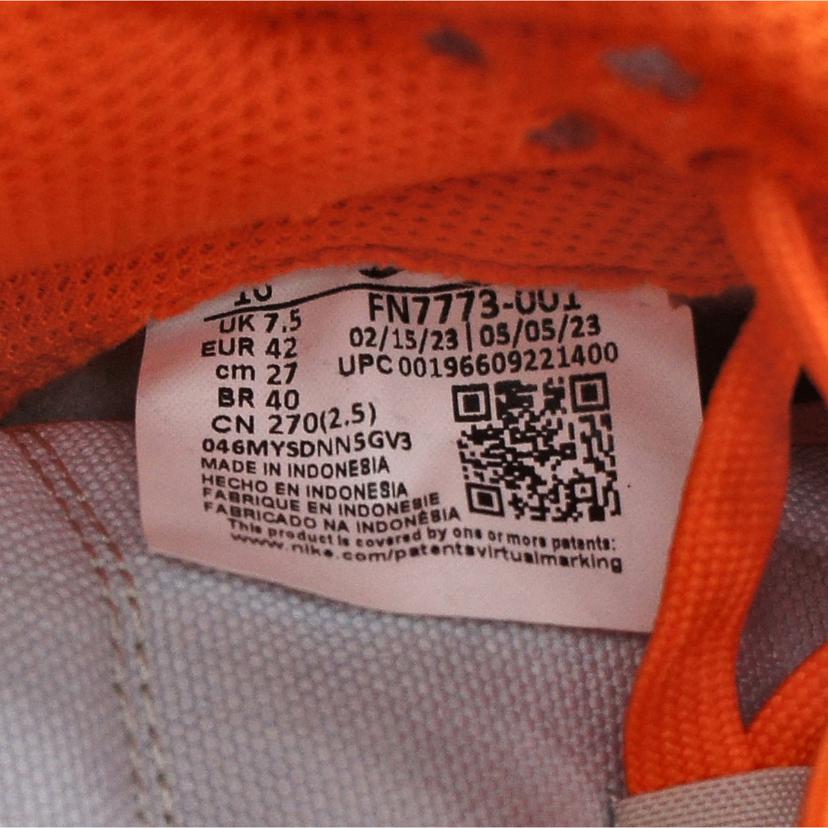 10
UK 7.5
EUR 42
cm 27
BR 40
CN 270(2.5)
FN7773-001
02/15/23 | 05/05/23
UPC 00196609221400
046MYSDNN5GV3
MADE IN INDONESIA
HECHO EN INDONESIA
FABRIQUE EN INDONESIE
FABRICADO NA INDONÉSIA
This product is covered by one or more patents:
www.nike.com/patentsvirtualmarking